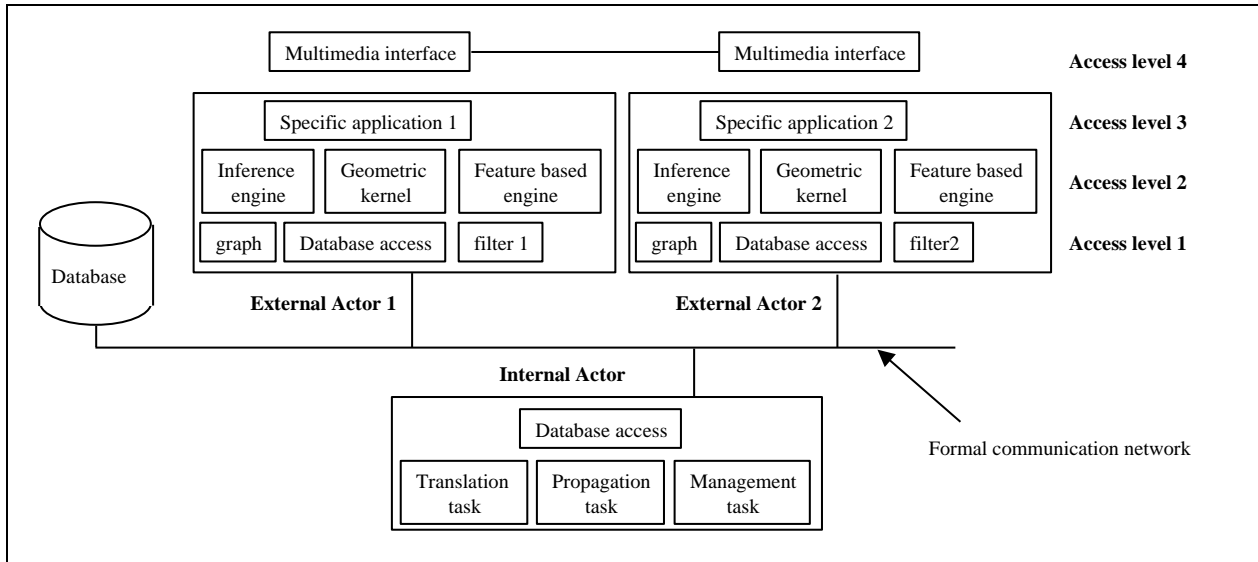 Multimedia interface Multimedia interface Access level 4
Specific application 1 Specific application 2 Access level 3
Inference engine Geometric kernel Feature based engine Inference engine Geometric kernel Feature based engine Access level 2
graph Database access filter 1 graph Database access filter2 Access level 1
Database
External Actor 1 External Actor 2
Internal Actor
Database access
Formal communication network
Translation task Propagation task Management task